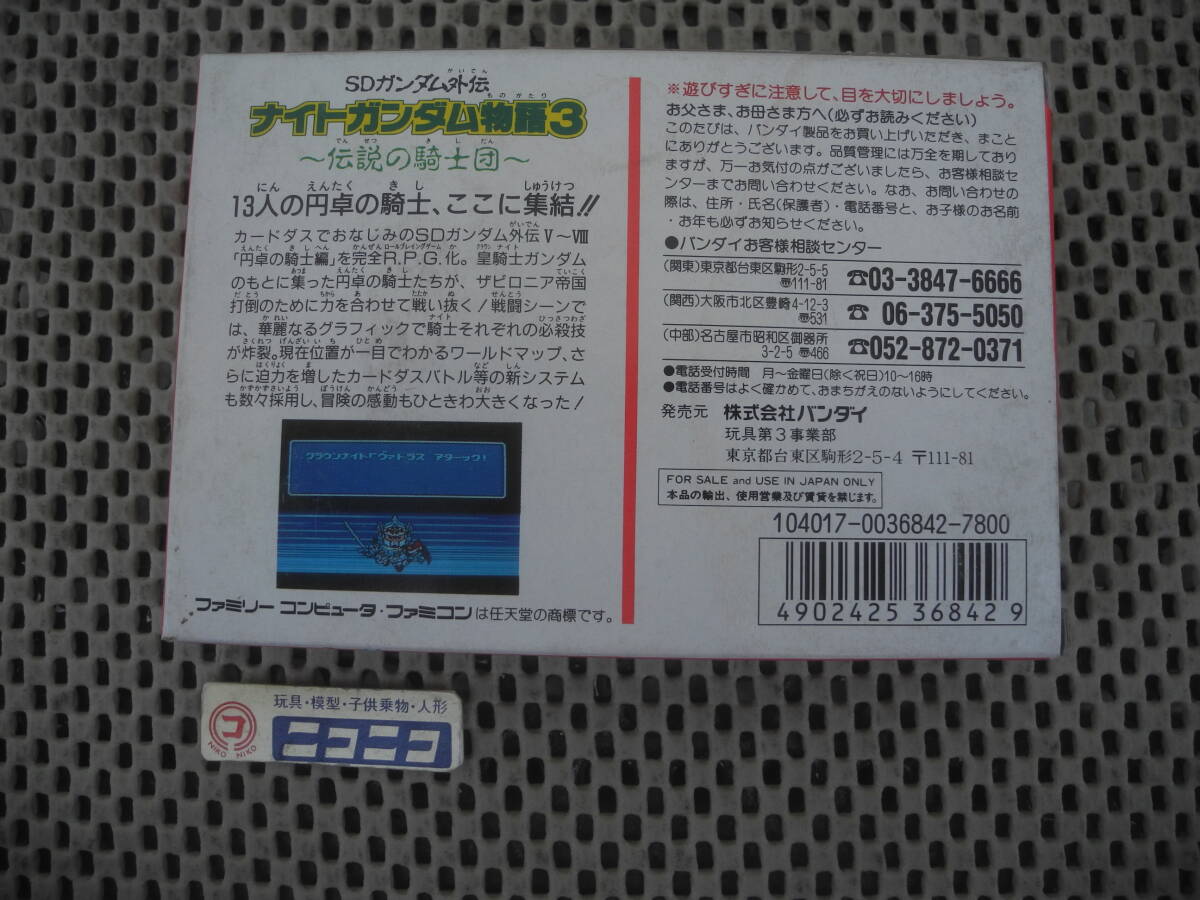 SDガンダム外伝
ナイトガンダム物語3
～伝説の騎士団～
13人の円卓の騎士、ここに集結!!
カードダスでおなじみのSDガンダム外伝Ⅴ～Ⅷ
「円卓の騎士編」を完全R.P.G.化。皇騎士ガンダム
のもとに集った円卓の騎士たちが、ザビロニア帝国
打倒のために力を合わせて戦い抜く!戦闘シーンで
は、華麗なるグラフィックで騎士それぞれの必殺技
が炸裂。現在位置が一目でわかるワールドマップ、さ
らに迫力を増したカードダスバトル等の新システム
も数々採用し、冒険の感動もひときわ大きくなった!
クラウンナイト「ヴァトラス アターック!
ファミリーコンピュータ・ファミコンは任天堂の商標です。
※遊びすぎに注意して、目を大切にしましょう。
お父さま、お母さま方へ(必ずお読みください)
このたびは、バンダイ製品をお買い上げいただき、まこと
にありがとうございます。品質管理には万全を期しており
ますが、万一お気付の点がございましたら、お客様相談セ
ンターまでお問い合わせください。なお、お問い合わせの
際は、住所・氏名(保護者)・電話番号と、お子様のお名前
・お年も必ずお知らせください。
●バンダイお客様相談センター
(関東)東京都台東区駒形2-5-5
〠111-81
☎03-3847-6666
(関西)大阪市北区豊崎4-12-3
〠531
☎06-375-5050
(中部)名古屋市昭和区御器所
3-2-5 〠466
☎052-872-0371
●電話受付時間 月～金曜日(除く祝日)10～16時
●電話番号はよく確かめて、おまちがえのないようにしてください。
発売元 株式会社バンダイ
玩具第3事業部
東京都台東区駒形2-5-4 〒111-81
FOR SALE and USE IN JAPAN ONLY
本品の輸出、使用営業及び賃貸を禁じます。
104017-0036842-7800
4902425 368429
玩具・模型・子供乗物・人形
ニコニコ
コ
NIKO NIKO